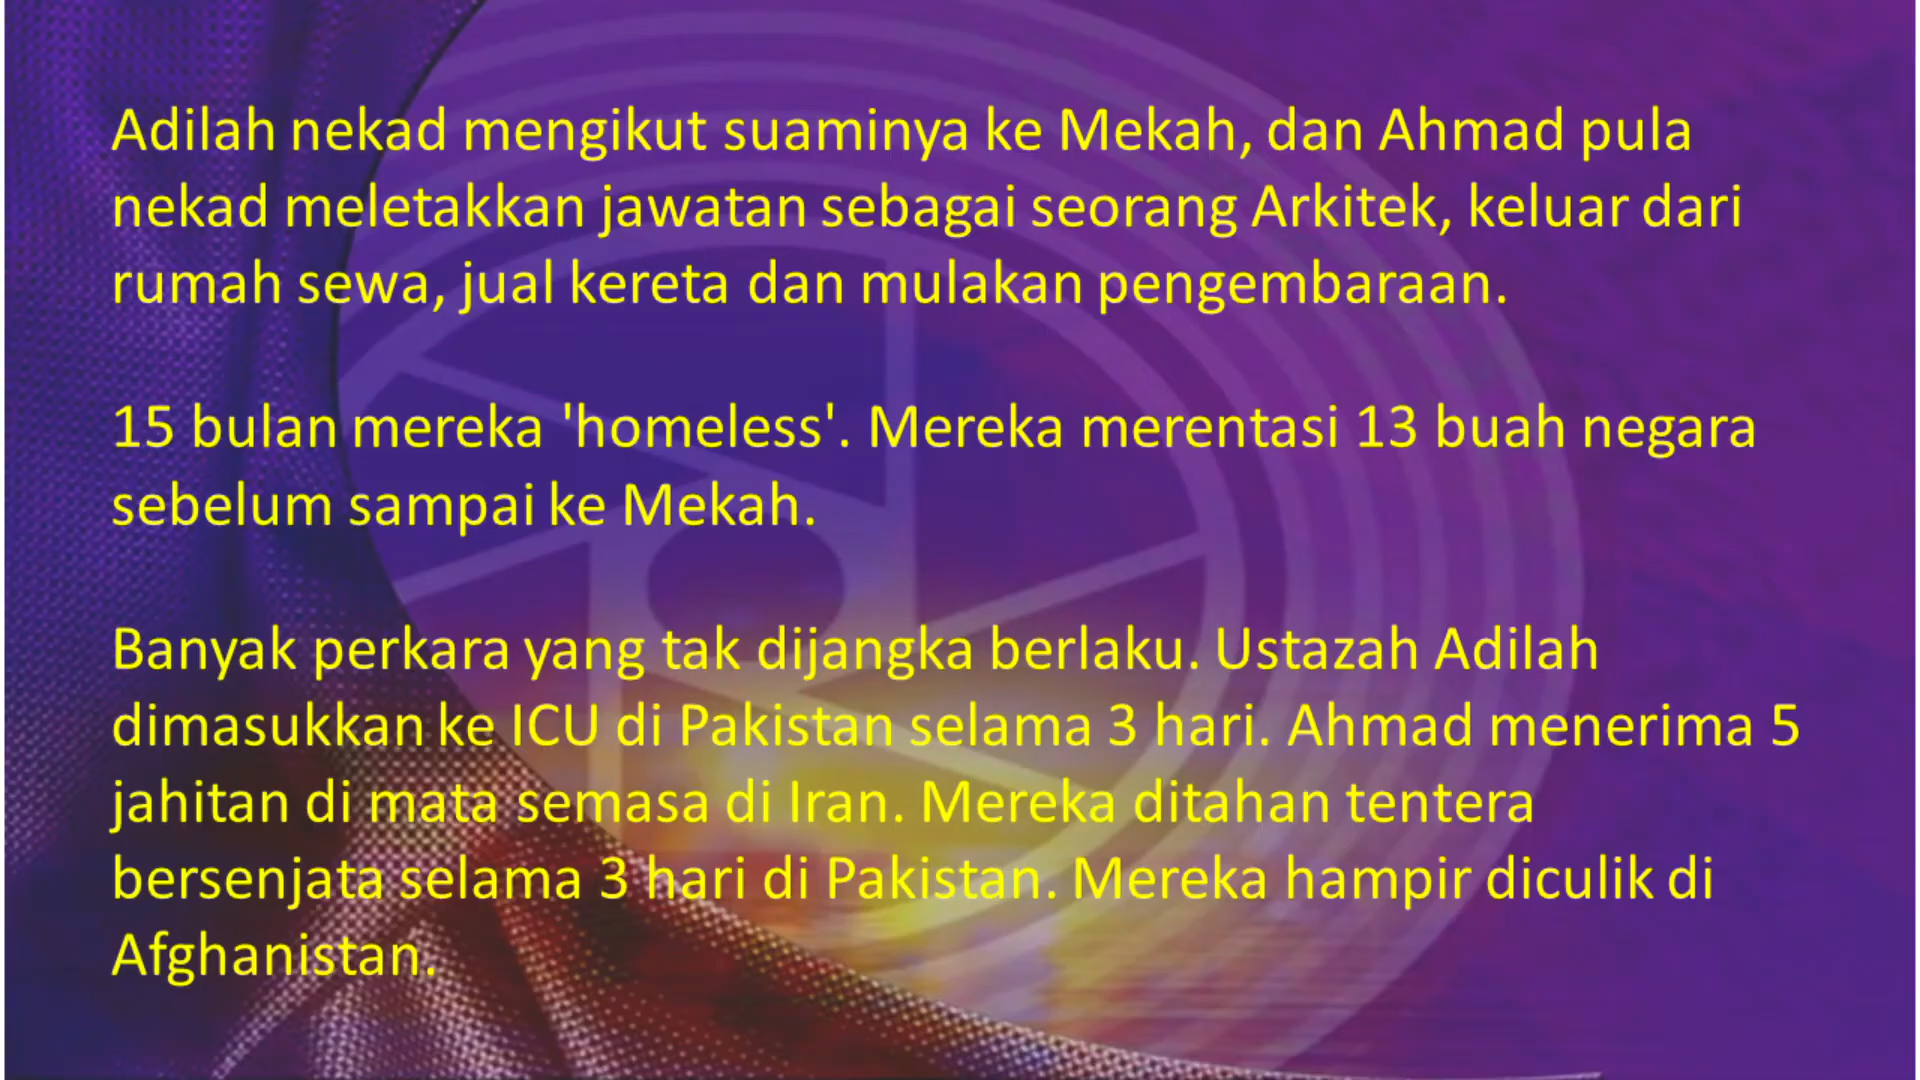 Adilah nekad mengikut suaminya ke Mekah, dan Ahmad pula
nekad meletakkan jawatan sebagai seorang Arkitek, keluar dari
rumah sewa, jual kereta dan mulakan pengembaraan.
15 bulan mereka 'homeless'. Mereka merentasi 13 buah negara
sebelum sampai ke Mekah.
Banyak perkara yang tak dijangka berlaku. Ustazah Adilah
dimasukkan ke ICU di Pakistan selama 3 hari. Ahmad menerima 5
jahitan di mata semasa di Iran. Mereka ditahan tentera
bersenjata selama 3 hari di Pakistan. Mereka hampir diculik di
Afghanistan.